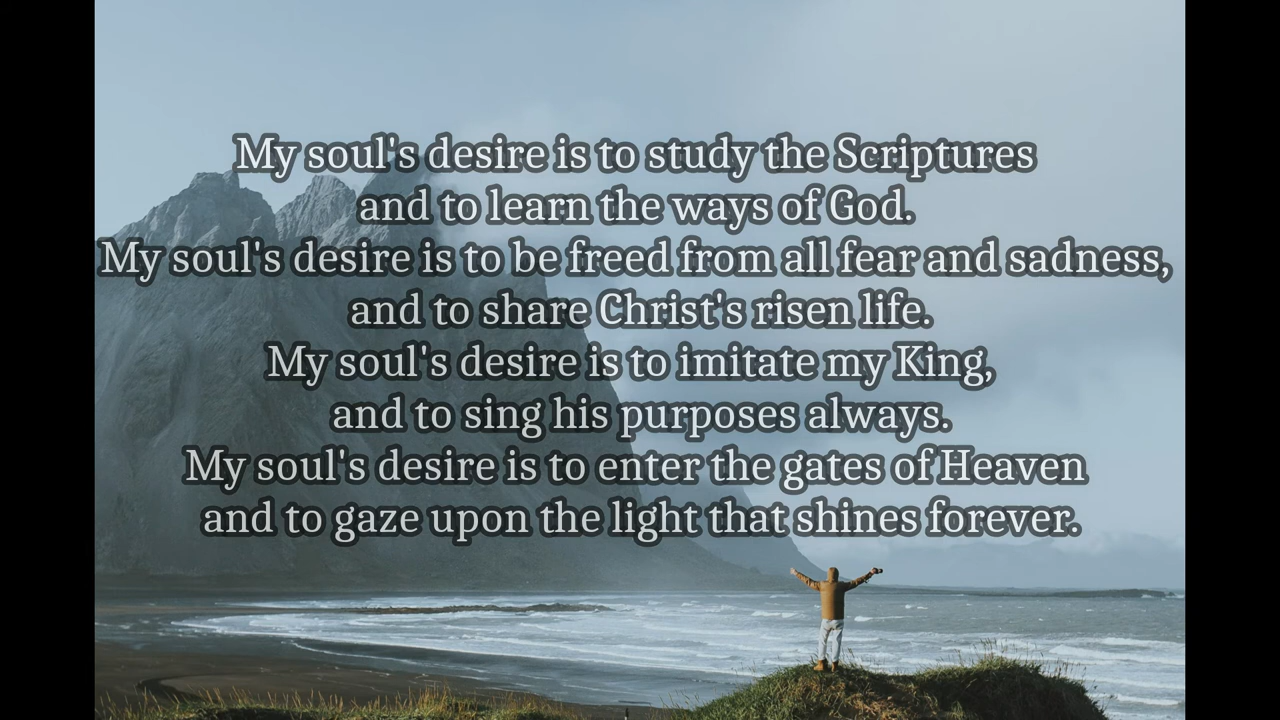 My soul's desire is to study the Scriptures
and to learn the ways of God.
My soul's desire is to be freed from all fear and sadness,
and to share Christ's risen life.
My soul's desire is to imitate my King,
and to sing his purposes always.
My soul's desire is to enter the gates of Heaven
and to gaze upon the light that shines forever.